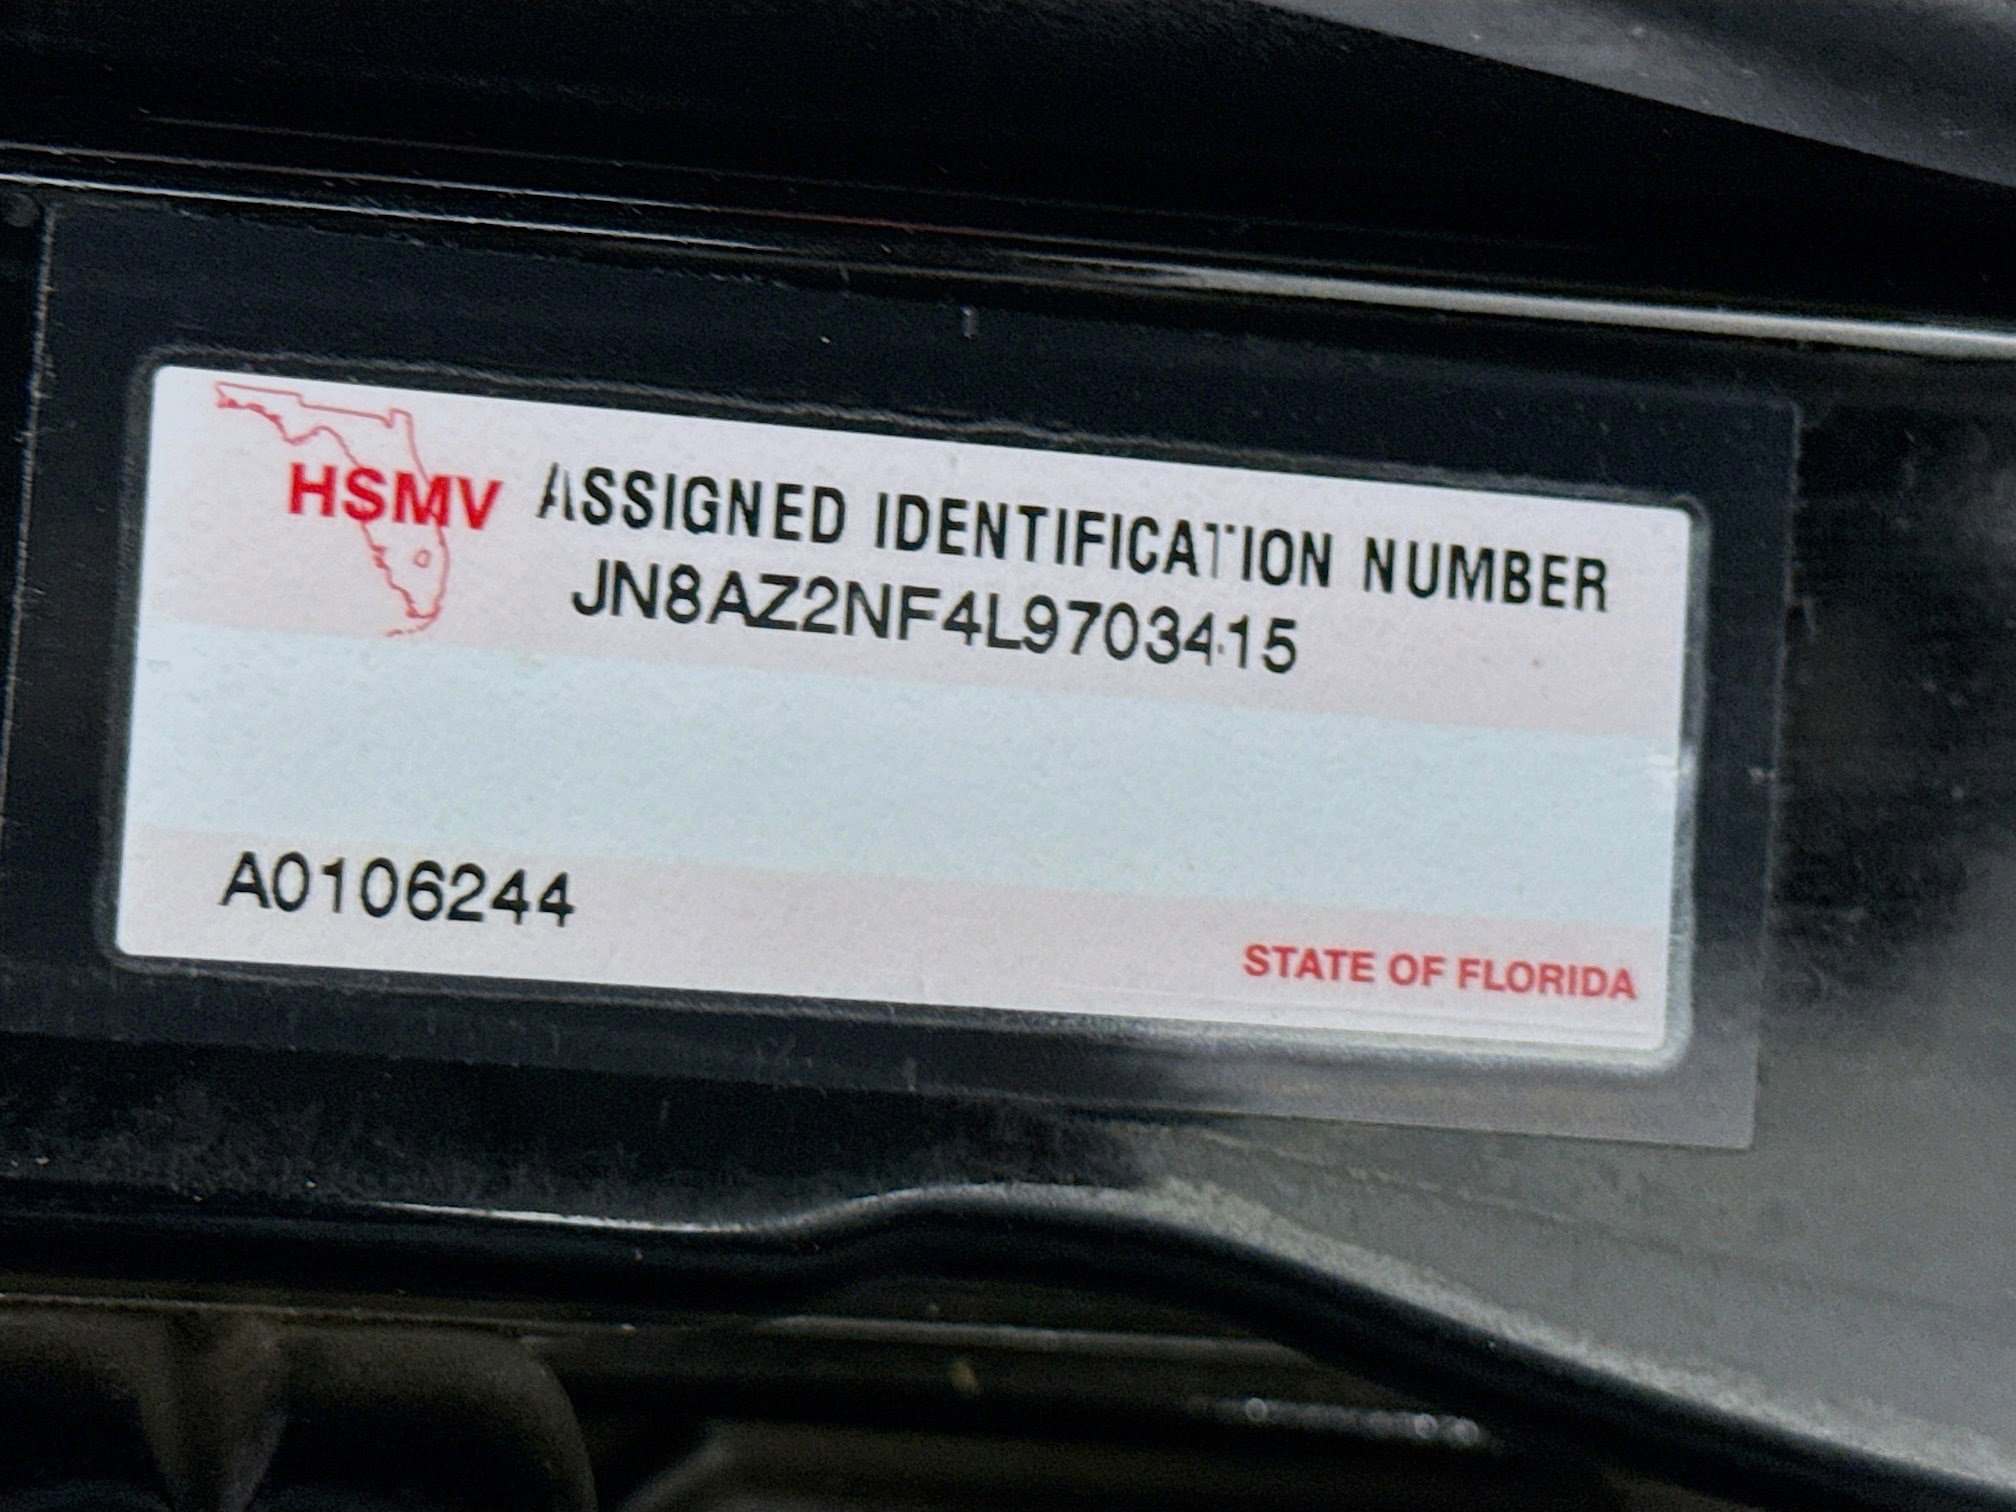 HSMV ASSIGNED IDENTIFICATION NUMBER
JN8AZ2NF4L9703415
A0106244
STATE OF FLORIDA